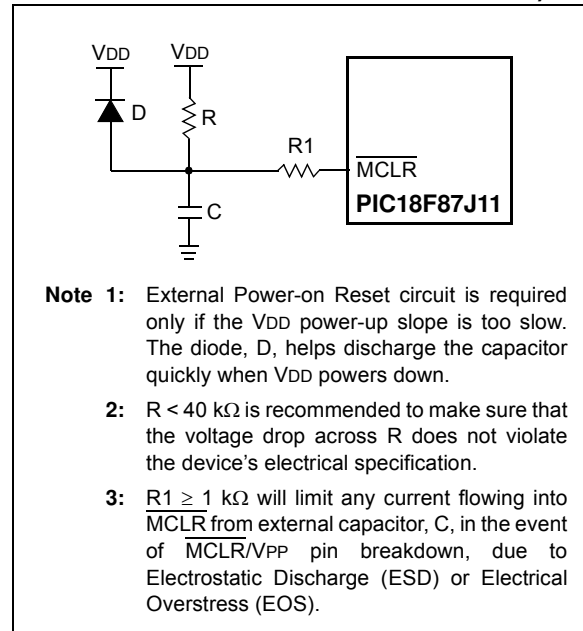 VDD VDD
D
R
R1
MCLR
C
PIC18F87J11
Note 1: External Power-on Reset circuit is required
only if the VDD power-up slope is too slow.
The diode, D, helps discharge the capacitor
quickly when VDD powers down.
2: R < 40 kΩ is recommended to make sure that
the voltage drop across R does not violate
the device's electrical specification.
3: R1 ≥ 1 kΩ will limit any current flowing into
MCLR from external capacitor, C, in the event
of MCLR/VPP pin breakdown, due to
Electrostatic Discharge (ESD) or Electrical
Overstress (EOS).